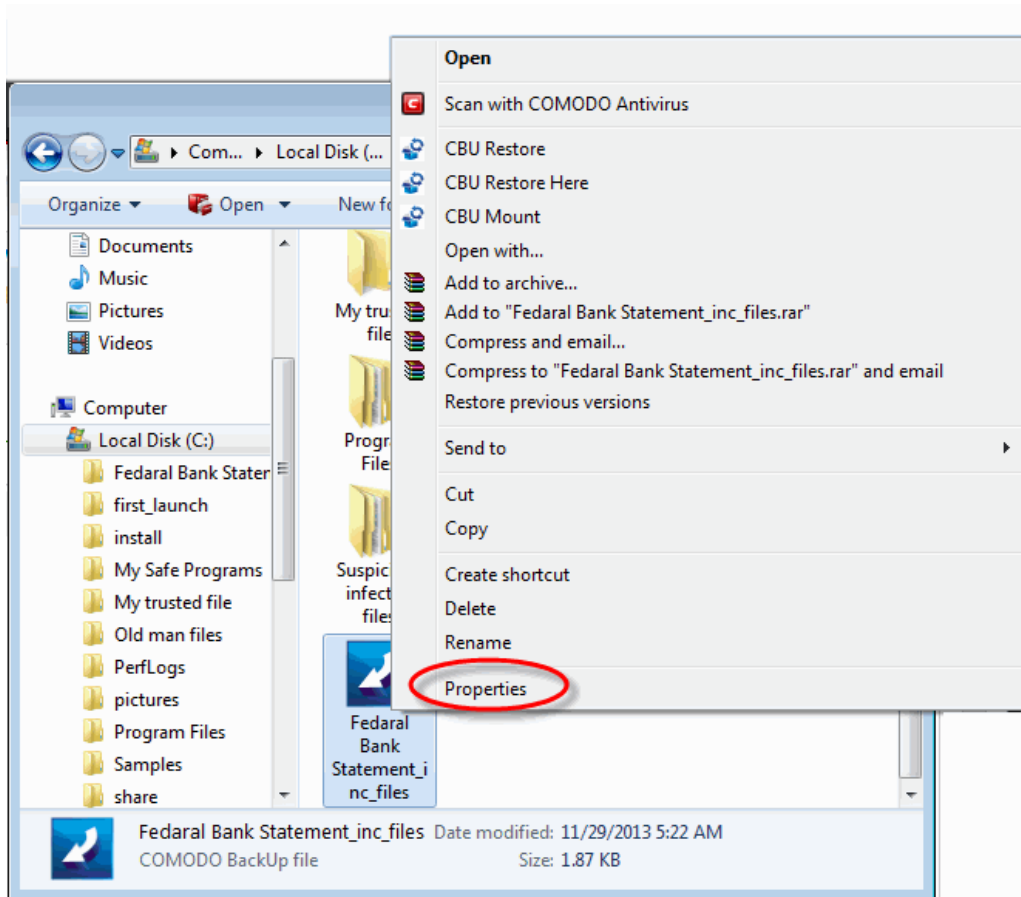 Open
Scan with COMODO Antivirus
CBU Restore
CBU Restore Here
CBU Mount
Open with...
Add to archive...
Add to "Fedaral Bank Statement_inc_files.rar"
Compress and email...
Compress to "Fedaral Bank Statement_inc_files.rar" and email
Restore previous versions
Send to
Cut
Copy
Create shortcut
Delete
Rename
Properties
Com... Local Disk (...
Organize Open New fo
Documents
Music
Pictures
Videos
Computer
Local Disk (C:)
Fedaral Bank Stater
first_launch
install
My Safe Programs
My trusted file
Old man files
PerfLogs
pictures
Program Files
Samples
share
My tru
file
Progr
File
Suspic
infect
file
Fedaral
Bank
Statement_i
nc_files
Fedaral Bank Statement_inc_files Date modified: 11/29/2013 5:22 AM
COMODO BackUp file Size: 1.87 KB